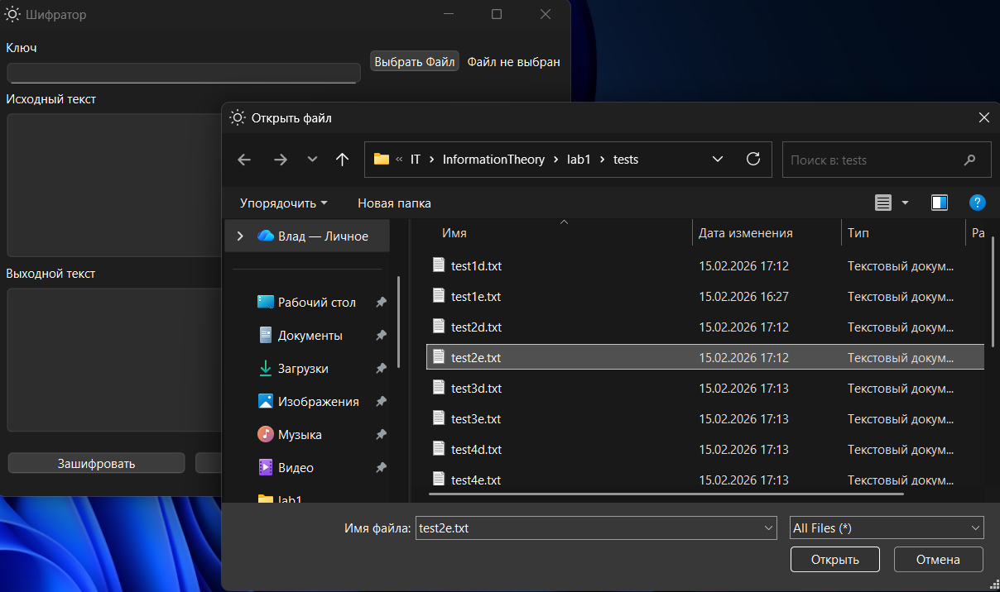 Шифратор
Ключ
Выбрать Файл Файл не выбран
Исходный текст
Выходной текст
Зашифровать
Открыть файл
« IT › InformationTheory › lab1 › tests
Поиск в: tests
Упорядочить Новая папка
Влад — Личное
Рабочий стол
Документы
Загрузки
Изображения
Музыка
Видео
lab1
Имя Дата изменения Тип Ра
test1d.txt 15.02.2026 17:12 Текстовый докум...
test1e.txt 15.02.2026 16:27 Текстовый докум...
test2d.txt 15.02.2026 17:12 Текстовый докум...
test2e.txt 15.02.2026 17:12 Текстовый докум...
test3d.txt 15.02.2026 17:13 Текстовый докум...
test3e.txt 15.02.2026 17:13 Текстовый докум...
test4d.txt 15.02.2026 17:13 Текстовый докум...
test4e.txt 15.02.2026 17:13 Текстовый докум...
Имя файла: test2e.txt All Files (*)
Открыть Отмена